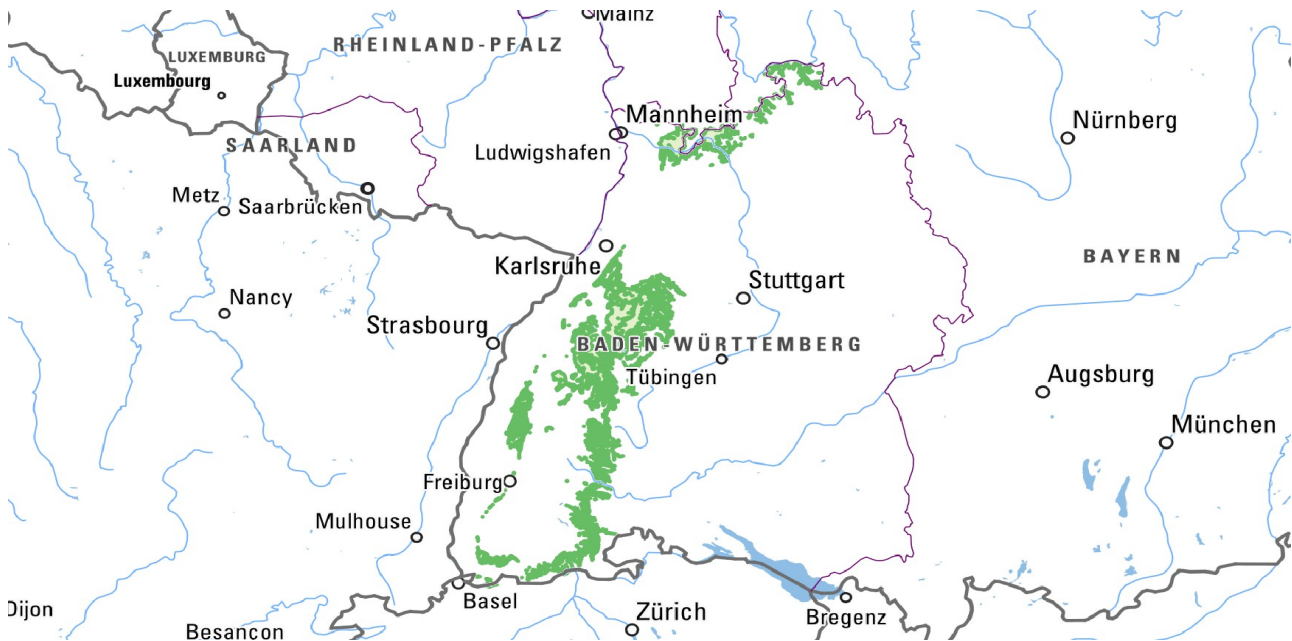 Mainz
RHEINLAND-PFALZ
LUXEMBURG
Luxembourg
Mannheim
Nürnberg
SAARLAND
Ludwigshafen
Metz
Saarbrücken
BAYERN
Karlsruhe
Stuttgart
Nancy
Strasbourg
BADEN-WÜRTTEMBERG
Tübingen
Augsburg
München
Freiburg
Mulhouse
Basel
Dijon
Zürich
Bregenz
Besancon